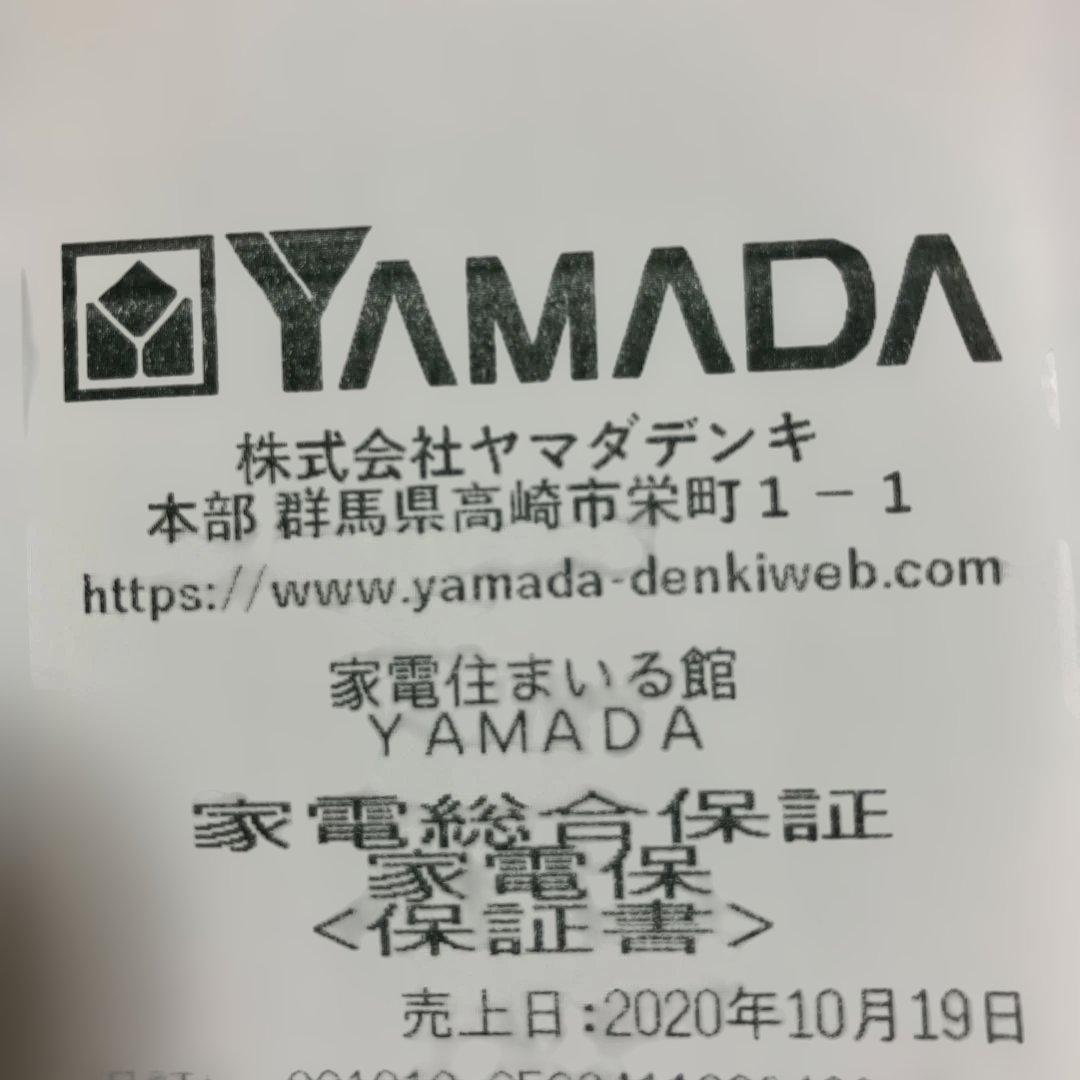 YAMADA
株式会社ヤマダデンキ
本部 群馬県高崎市栄町1-1
https://www.yamada-denkiweb.com
家電住まいる館
YAMADA
家電総合保証
家電保
<保証書>
売上日:2020年10月19日